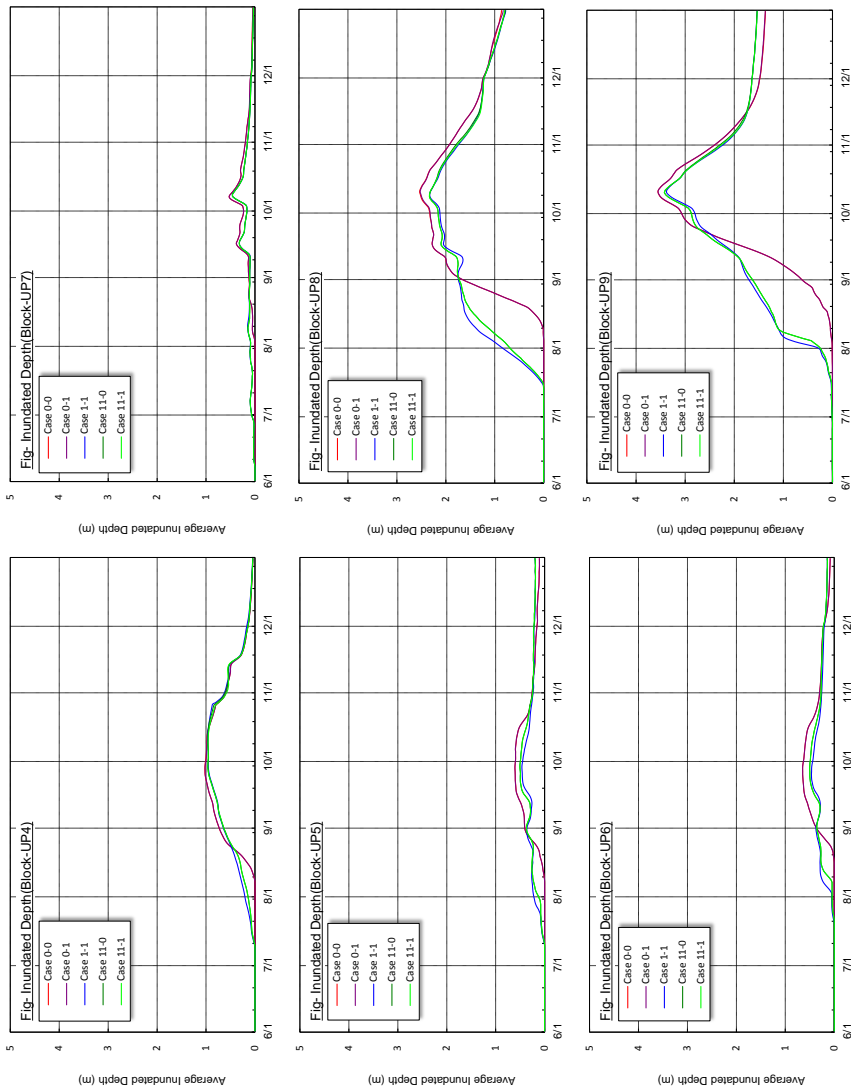 Fig- Inundated Depth(Block-UP4)
Average Inundated Depth (m)
5
4
3
2
1
0
Case 0-0
Case 0-1
Case 1-1
Case 11-0
Case 11-1
6/1 7/1 8/1 9/1 10/1 11/1 12/1
Fig- Inundated Depth(Block-UP5)
Average Inundated Depth (m)
5
4
3
2
1
0
Case 0-0
Case 0-1
Case 1-1
Case 11-0
Case 11-1
6/1 7/1 8/1 9/1 10/1 11/1 12/1
Fig- Inundated Depth(Block-UP6)
Average Inundated Depth (m)
5
4
3
2
1
0
Case 0-0
Case 0-1
Case 1-1
Case 11-0
Case 11-1
6/1 7/1 8/1 9/1 10/1 11/1 12/1
Fig- Inundated Depth(Block-UP7)
Average Inundated Depth (m)
5
4
3
2
1
0
Case 0-0
Case 0-1
Case 1-1
Case 11-0
Case 11-1
6/1 7/1 8/1 9/1 10/1 11/1 12/1
Fig- Inundated Depth(Block-UP8)
Average Inundated Depth (m)
5
4
3
2
1
0
Case 0-0
Case 0-1
Case 1-1
Case 11-0
Case 11-1
6/1 7/1 8/1 9/1 10/1 11/1 12/1
Fig- Inundated Depth(Block-UP9)
Average Inundated Depth (m)
5
4
3
2
1
0
Case 0-0
Case 0-1
Case 1-1
Case 11-0
Case 11-1
6/1 7/1 8/1 9/1 10/1 11/1 12/1